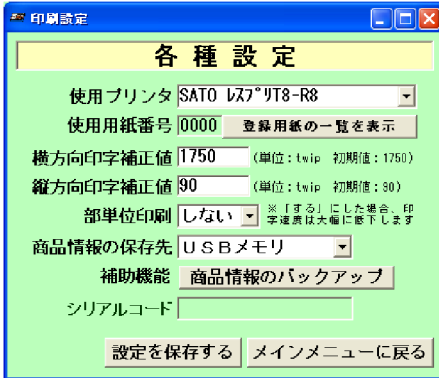 印刷設定
各種設定
使用プリンタ SATO ﾚｽﾌﾟﾘT8-R8
使用用紙番号 0000 登録用紙の一覧を表示
横方向印字補正値 1750 (単位:twip 初期値:1750)
縦方向印字補正値 90 (単位:twip 初期値:90)
部単位印刷 しない ※「する」にした場合、印
字速度は大幅に低下します
商品情報の保存先 USBメモリ
補助機能 商品情報のバックアップ
シリアルコード
設定を保存する メインメニューに戻る